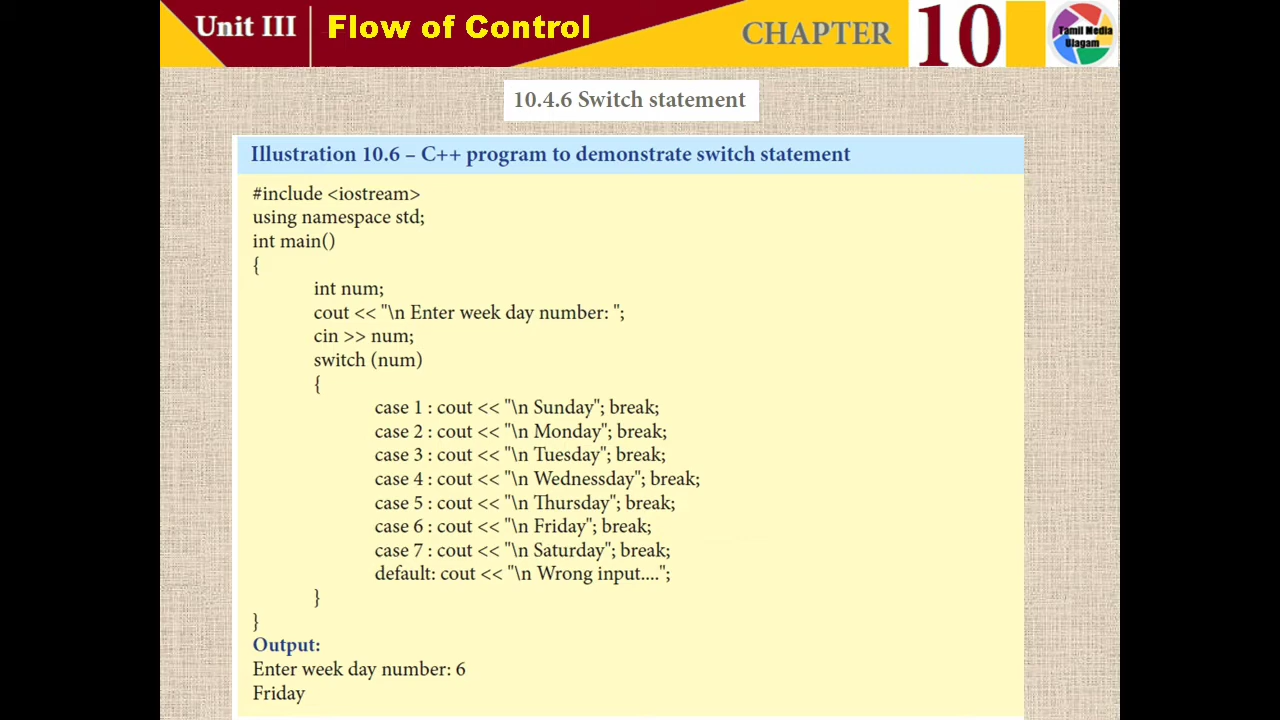 Unit III
Flow of Control
CHAPTER 10
Tamil Media
Ulagam
10.4.6 Switch statement
Illustration 10.6 – C++ program to demonstrate switch statement
#include <iostream>
using namespace std;
int main()
{
int num;
cout << "\n Enter week day number: ";
cin >> num;
switch (num)
{
case 1 : cout << "\n Sunday"; break;
case 2 : cout << "\n Monday"; break;
case 3 : cout << "\n Tuesday"; break;
case 4 : cout << "\n Wednessday"; break;
case 5 : cout << "\n Thursday"; break;
case 6 : cout << "\n Friday"; break;
case 7 : cout << "\n Saturday"; break;
default: cout << "\n Wrong input....";
}
}
Output:
Enter week day number: 6
Friday